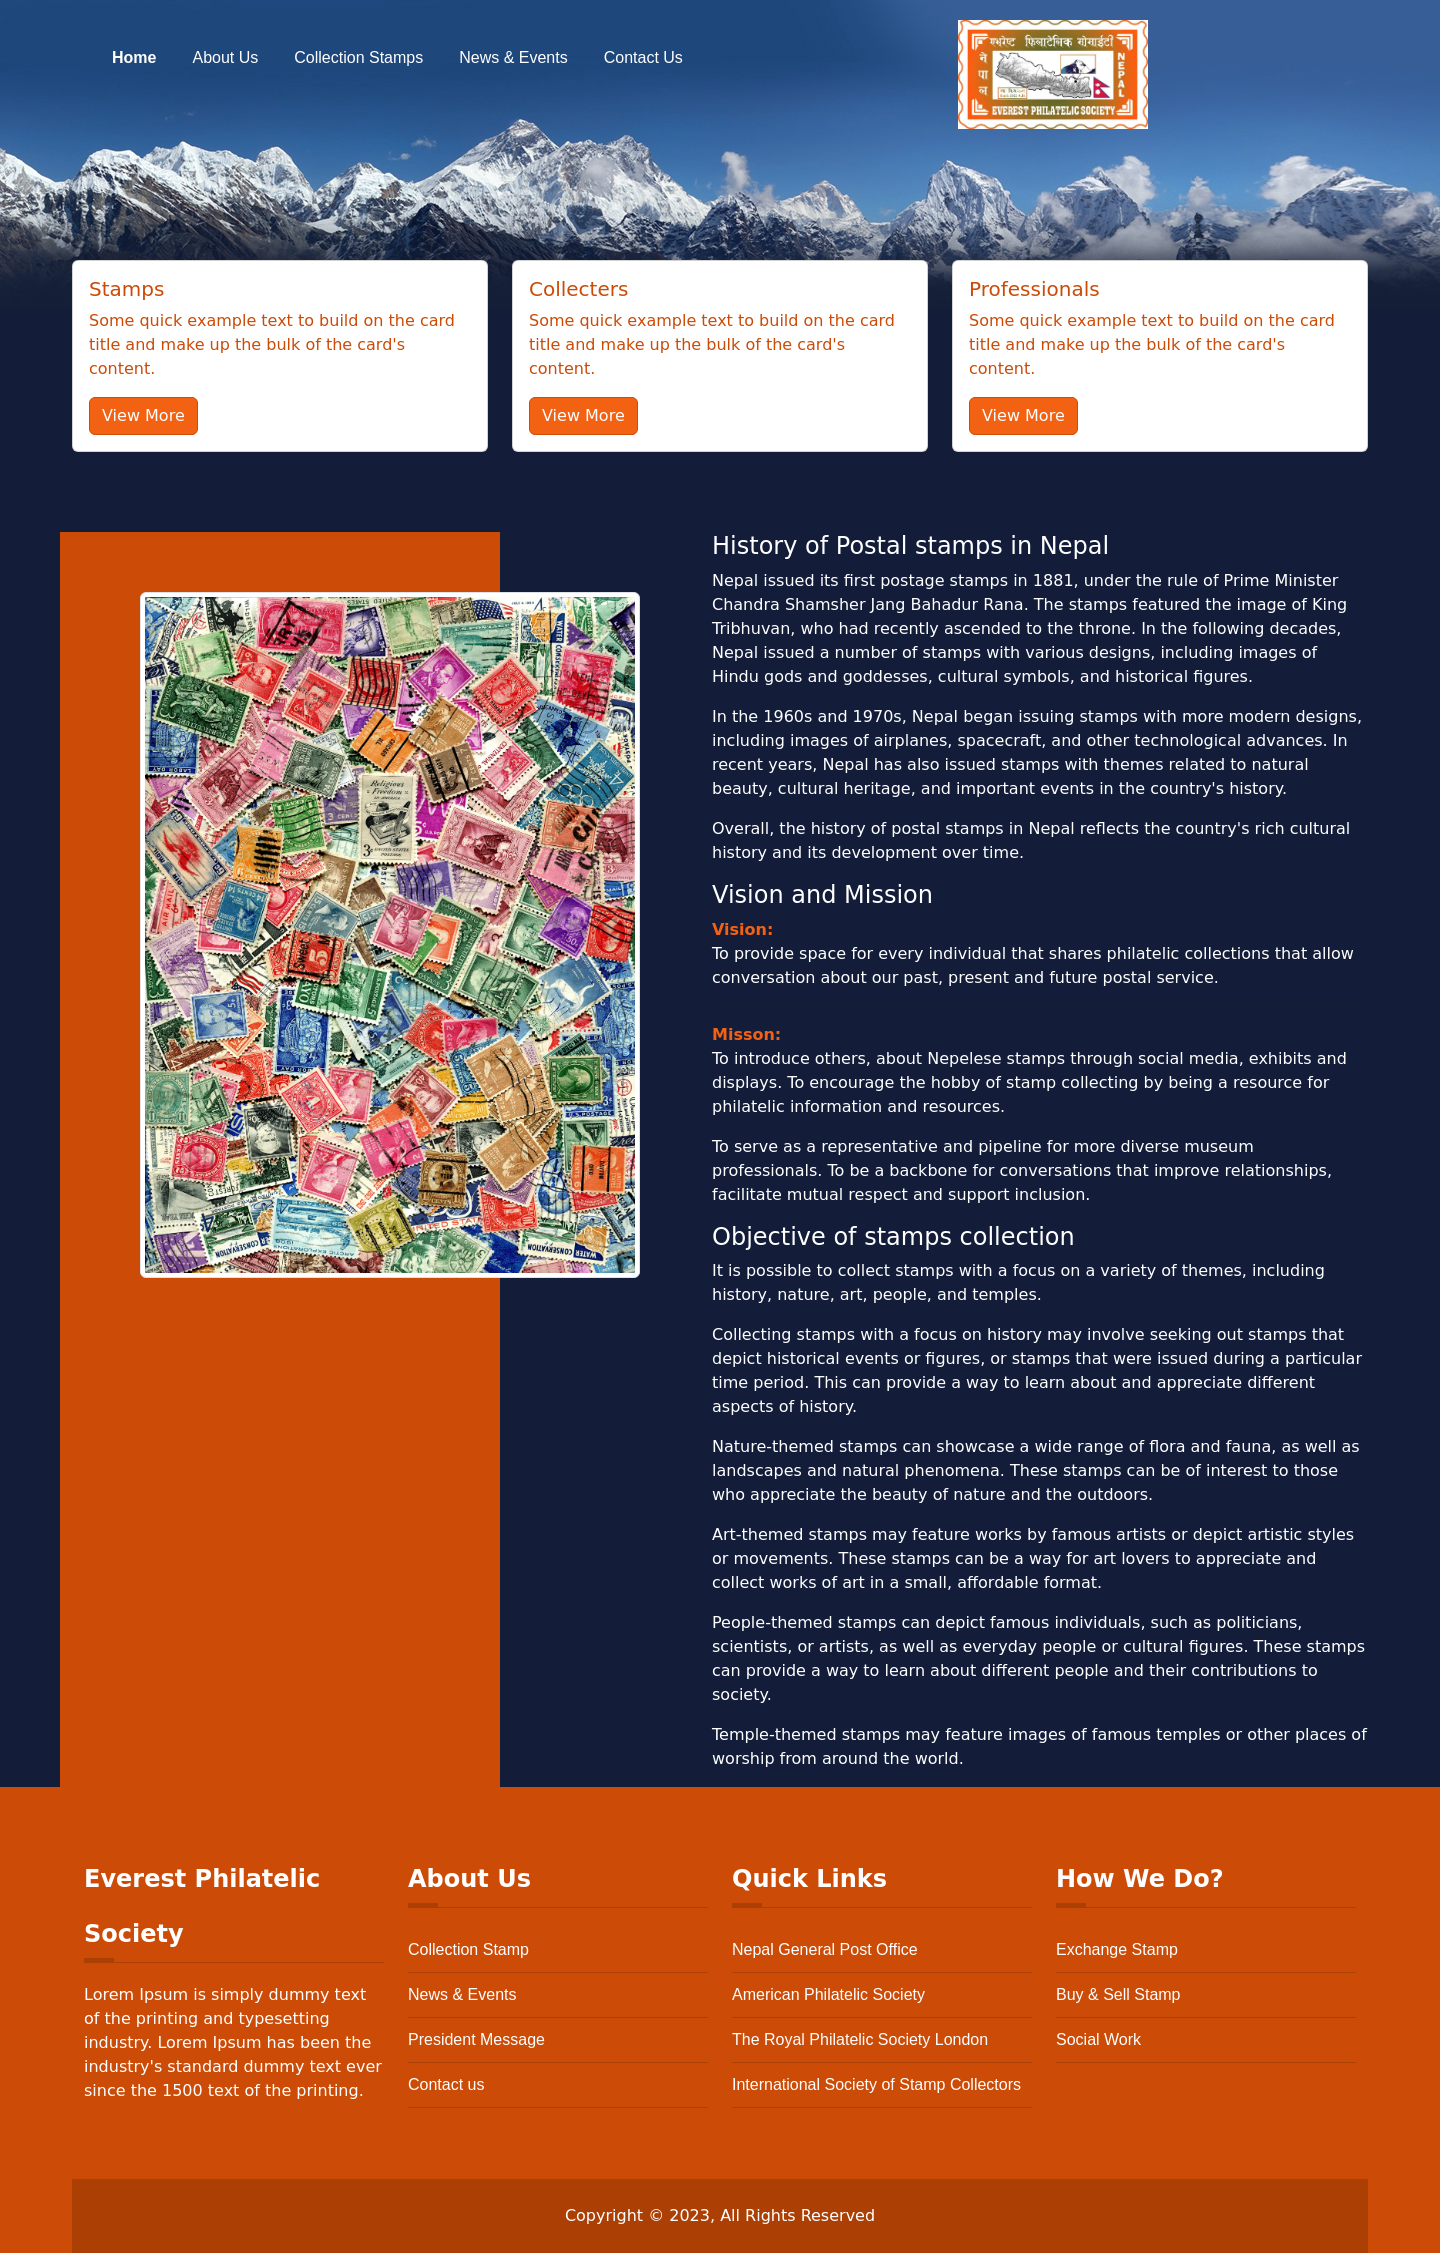 Home
About Us
Collection Stamps
News & Events
Contact Us
एभरेष्ट फिलाटेलिक सोसाईटी
नेपाल
NEPAL
EVEREST PHILATELIC SOCIETY
Stamps
Some quick example text to build on the card
title and make up the bulk of the card's
content.
View More
Collecters
Some quick example text to build on the card
title and make up the bulk of the card's
content.
View More
Professionals
Some quick example text to build on the card
title and make up the bulk of the card's
content.
View More
Religious
Freedom
IN AMERICA
3¢
UNITED STATES
POSTAGE
History of Postal stamps in Nepal
Nepal issued its first postage stamps in 1881, under the rule of Prime Minister
Chandra Shamsher Jang Bahadur Rana. The stamps featured the image of King
Tribhuvan, who had recently ascended to the throne. In the following decades,
Nepal issued a number of stamps with various designs, including images of
Hindu gods and goddesses, cultural symbols, and historical figures.
In the 1960s and 1970s, Nepal began issuing stamps with more modern designs,
including images of airplanes, spacecraft, and other technological advances. In
recent years, Nepal has also issued stamps with themes related to natural
beauty, cultural heritage, and important events in the country's history.
Overall, the history of postal stamps in Nepal reflects the country's rich cultural
history and its development over time.
Vision and Mission
Vision:
To provide space for every individual that shares philatelic collections that allow
conversation about our past, present and future postal service.
Misson:
To introduce others, about Nepelese stamps through social media, exhibits and
displays. To encourage the hobby of stamp collecting by being a resource for
philatelic information and resources.
To serve as a representative and pipeline for more diverse museum
professionals. To be a backbone for conversations that improve relationships,
facilitate mutual respect and support inclusion.
Objective of stamps collection
It is possible to collect stamps with a focus on a variety of themes, including
history, nature, art, people, and temples.
Collecting stamps with a focus on history may involve seeking out stamps that
depict historical events or figures, or stamps that were issued during a particular
time period. This can provide a way to learn about and appreciate different
aspects of history.
Nature-themed stamps can showcase a wide range of flora and fauna, as well as
landscapes and natural phenomena. These stamps can be of interest to those
who appreciate the beauty of nature and the outdoors.
Art-themed stamps may feature works by famous artists or depict artistic styles
or movements. These stamps can be a way for art lovers to appreciate and
collect works of art in a small, affordable format.
People-themed stamps can depict famous individuals, such as politicians,
scientists, or artists, as well as everyday people or cultural figures. These stamps
can provide a way to learn about different people and their contributions to
society.
Temple-themed stamps may feature images of famous temples or other places of
worship from around the world.
Everest Philatelic
Society
Lorem Ipsum is simply dummy text
of the printing and typesetting
industry. Lorem Ipsum has been the
industry's standard dummy text ever
since the 1500 text of the printing.
About Us
Collection Stamp
News & Events
President Message
Contact us
Quick Links
Nepal General Post Office
American Philatelic Society
The Royal Philatelic Society London
International Society of Stamp Collectors
How We Do?
Exchange Stamp
Buy & Sell Stamp
Social Work
Copyright © 2023, All Rights Reserved